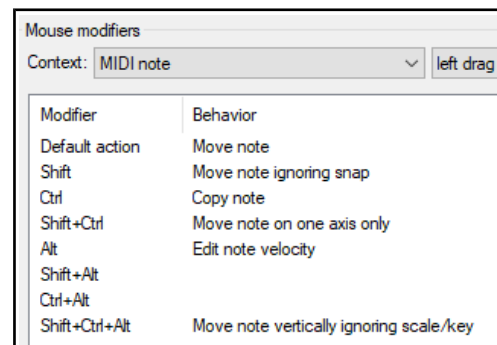 Mouse modifiers
Context: MIDI note left drag
Modifier Behavior
Default action Move note
Shift Move note ignoring snap
Ctrl Copy note
Shift+Ctrl Move note on one axis only
Alt Edit note velocity
Shift+Alt
Ctrl+Alt
Shift+Ctrl+Alt Move note vertically ignoring scale/key